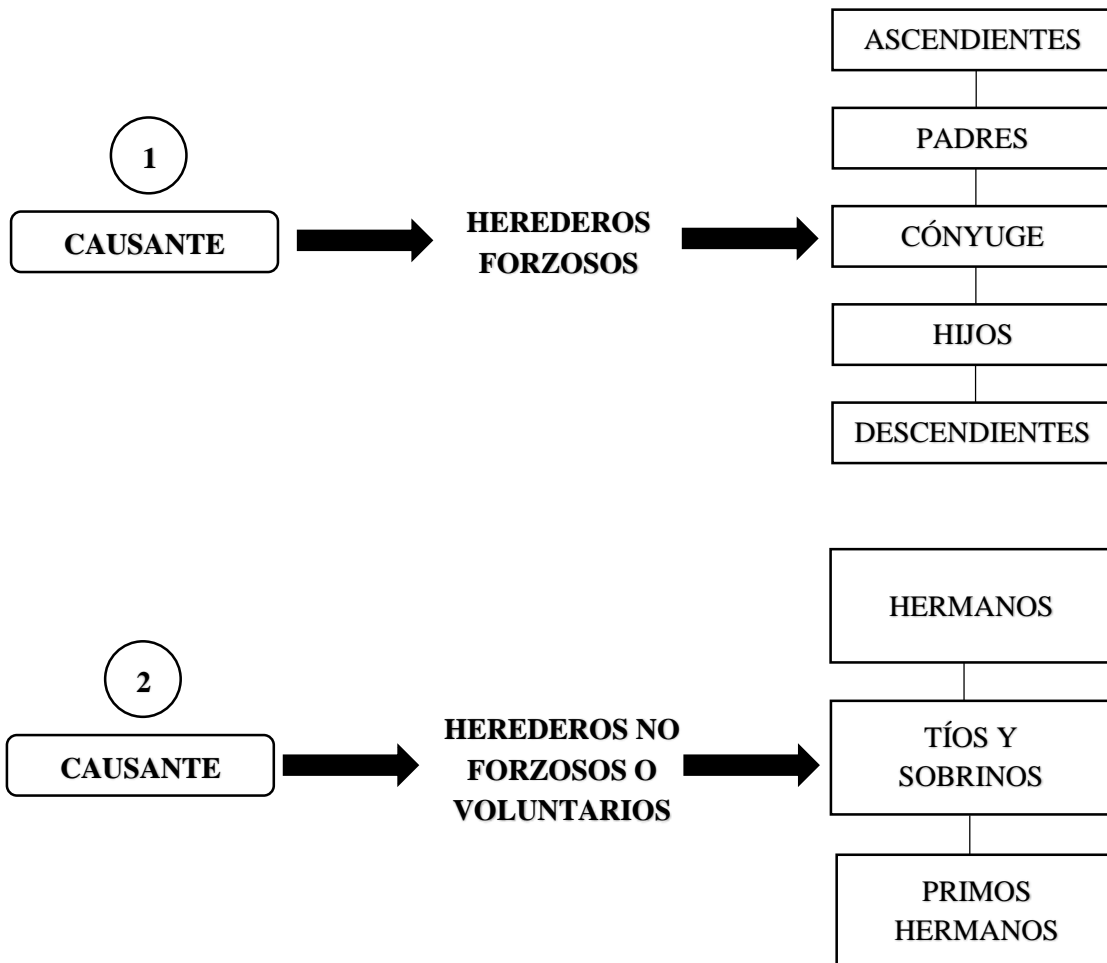 1
CAUSANTE
HEREDEROS
FORZOSOS
ASCENDIENTES
PADRES
CÓNYUGE
HIJOS
DESCENDIENTES
2
CAUSANTE
HEREDEROS NO
FORZOSOS O
VOLUNTARIOS
HERMANOS
TÍOS Y
SOBRINOS
PRIMOS
HERMANOS